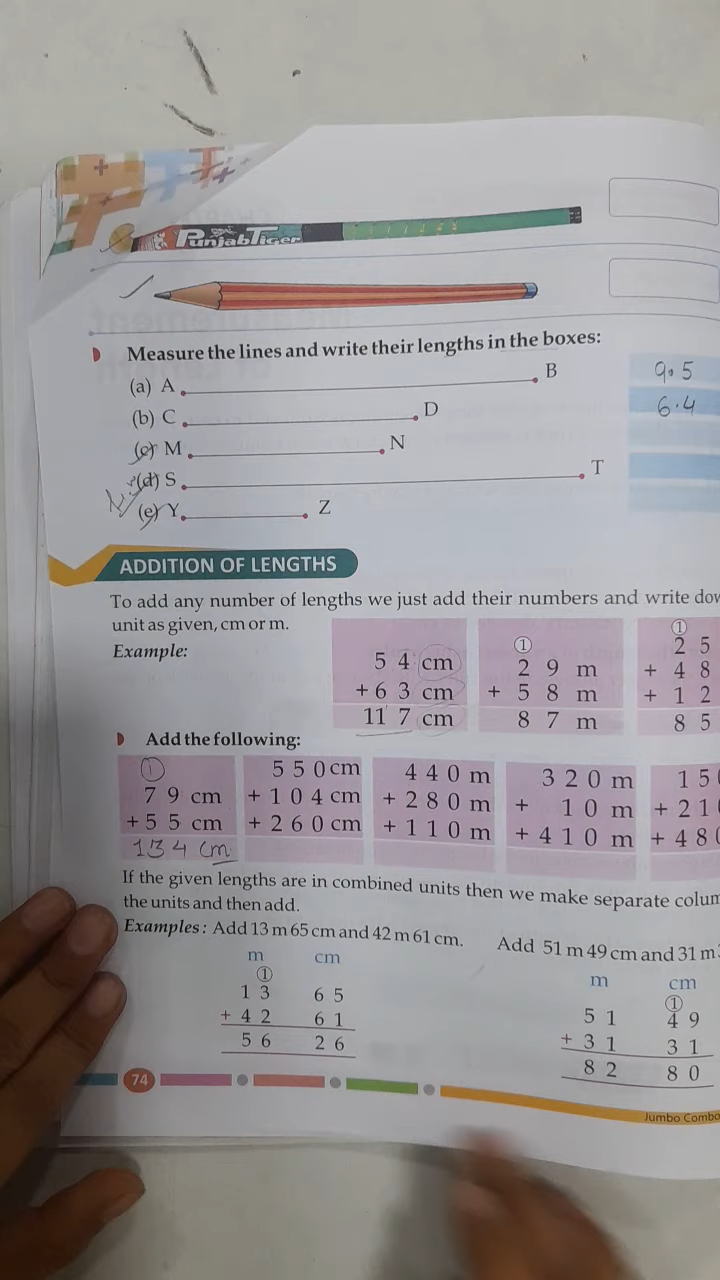 PunjabTiger
Measure the lines and write their lengths in the boxes:
(a) A B 9.5
(b) C D 6.4
(c) M N
(d) S T
(e) Y Z
ADDITION OF LENGTHS
To add any number of lengths we just add their numbers and write
unit as given, cm or m.
Example:
5 4 cm
+ 6 3 cm
11 7 cm
1
2 9 m
+ 5 8 m
8 7 m
1
2 5
+ 4 8
+ 1 2
8 5
Add the following:
1
7 9 cm
+ 5 5 cm
134 cm
5 5 0 cm
+ 1 0 4 cm
+ 2 6 0 cm
4 4 0 m
+ 2 8 0 m
+ 1 1 0 m
3 2 0 m
+ 1 0 m
+ 4 1 0 m
1 5
+ 2 1
+ 4 8
If the given lengths are in combined units then we make separate
the units and then add.
Examples: Add 13 m 65 cm and 42 m 61 cm.
m cm
1
1 3 6 5
+ 4 2 6 1
5 6 2 6
Add 51 m 49 cm and 31 m
m cm
1
5 1 4 9
+ 3 1 3 1
8 2 8 0
74
Jumbo Combo